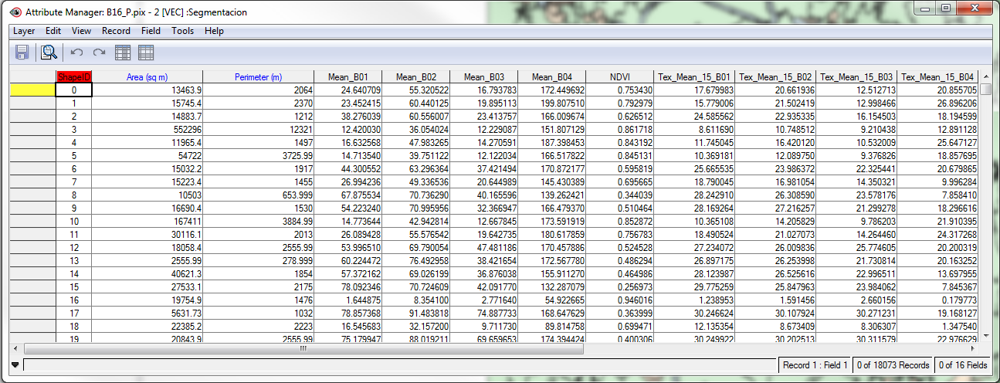 Attribute Manager: B16_P.pix - 2 [VEC] :Segmentacion
Layer Edit View Record Field Tools Help
ShapeID Area (sq m) Perimeter (m) Mean_B01 Mean_B02 Mean_B03 Mean_B04 NDVI Tex_Mean_15_B01 Tex_Mean_15_B02 Tex_Mean_15_B03 Tex_Mean_15_B04
0 13463.9 2064 24.640709 55.320522 16.793783 172.449692 0.753430 17.679983 20.661936 12.512713 20.855705
1 15745.4 2370 23.452415 60.440125 19.895113 199.807510 0.792979 15.779006 21.502419 12.998466 26.896206
2 14883.7 1212 38.276039 60.556007 23.413757 166.009674 0.626512 24.585562 22.935335 16.154503 18.194599
3 552296 12321 12.420030 36.054024 12.229087 151.807129 0.861718 8.611690 10.748512 9.210438 12.891128
4 11965.4 1497 16.632568 47.983265 14.270591 187.398453 0.843192 11.745045 16.420120 10.532009 25.647127
5 54722 3725.99 14.713540 39.751122 12.122034 166.517822 0.845131 10.369181 12.089750 9.376826 18.857695
6 15032.2 1917 44.300552 63.296364 37.421494 170.872177 0.595819 25.665535 23.986372 22.325441 20.679865
7 15223.4 1455 26.994236 49.336536 20.644989 145.430389 0.695665 18.790045 16.981054 14.350321 9.996284
8 10503 653.999 67.875534 70.736290 40.165596 139.262421 0.344039 28.242910 26.308590 23.578176 7.858410
9 16690.4 1530 54.223240 70.995956 32.366947 166.479370 0.510464 28.169264 27.216257 21.299278 18.296616
10 167411 3884.99 14.773644 42.942814 12.667845 173.591919 0.852872 10.365108 14.205829 9.786203 21.910395
11 30116.1 2013 26.089428 55.576542 19.642735 180.617859 0.756783 18.490524 21.027073 14.264460 24.317268
12 18058.4 2555.99 53.996510 69.790054 47.481186 170.457886 0.524528 27.234072 26.009836 25.774605 20.200319
13 2555.99 278.999 60.224472 76.492958 38.421654 172.567780 0.486294 26.897175 26.253998 21.730814 20.163252
14 40621.3 1854 57.372162 69.026199 36.876038 155.911270 0.464986 28.123987 26.525616 22.996511 13.697955
15 27533.1 2175 78.092346 70.724609 42.091770 132.287079 0.256973 29.775259 25.847963 23.984062 7.845367
16 19754.9 1476 1.644875 8.354100 2.771640 54.922665 0.946016 1.238953 1.591456 2.660156 0.179773
17 5631.73 1032 78.857368 91.483818 74.887733 168.647629 0.363999 30.246624 30.107924 30.271231 19.168127
18 22385.2 2223 16.545683 32.157200 9.711730 89.814758 0.699471 12.135354 8.673409 8.306307 1.347540
19 20843.9 2555.99 75.179947 88.019211 69.659653 174.394424 0.400306 30.249922 30.202513 30.311579 22.976629
Record 1 : Field 1 0 of 18073 Records 0 of 16 Fields